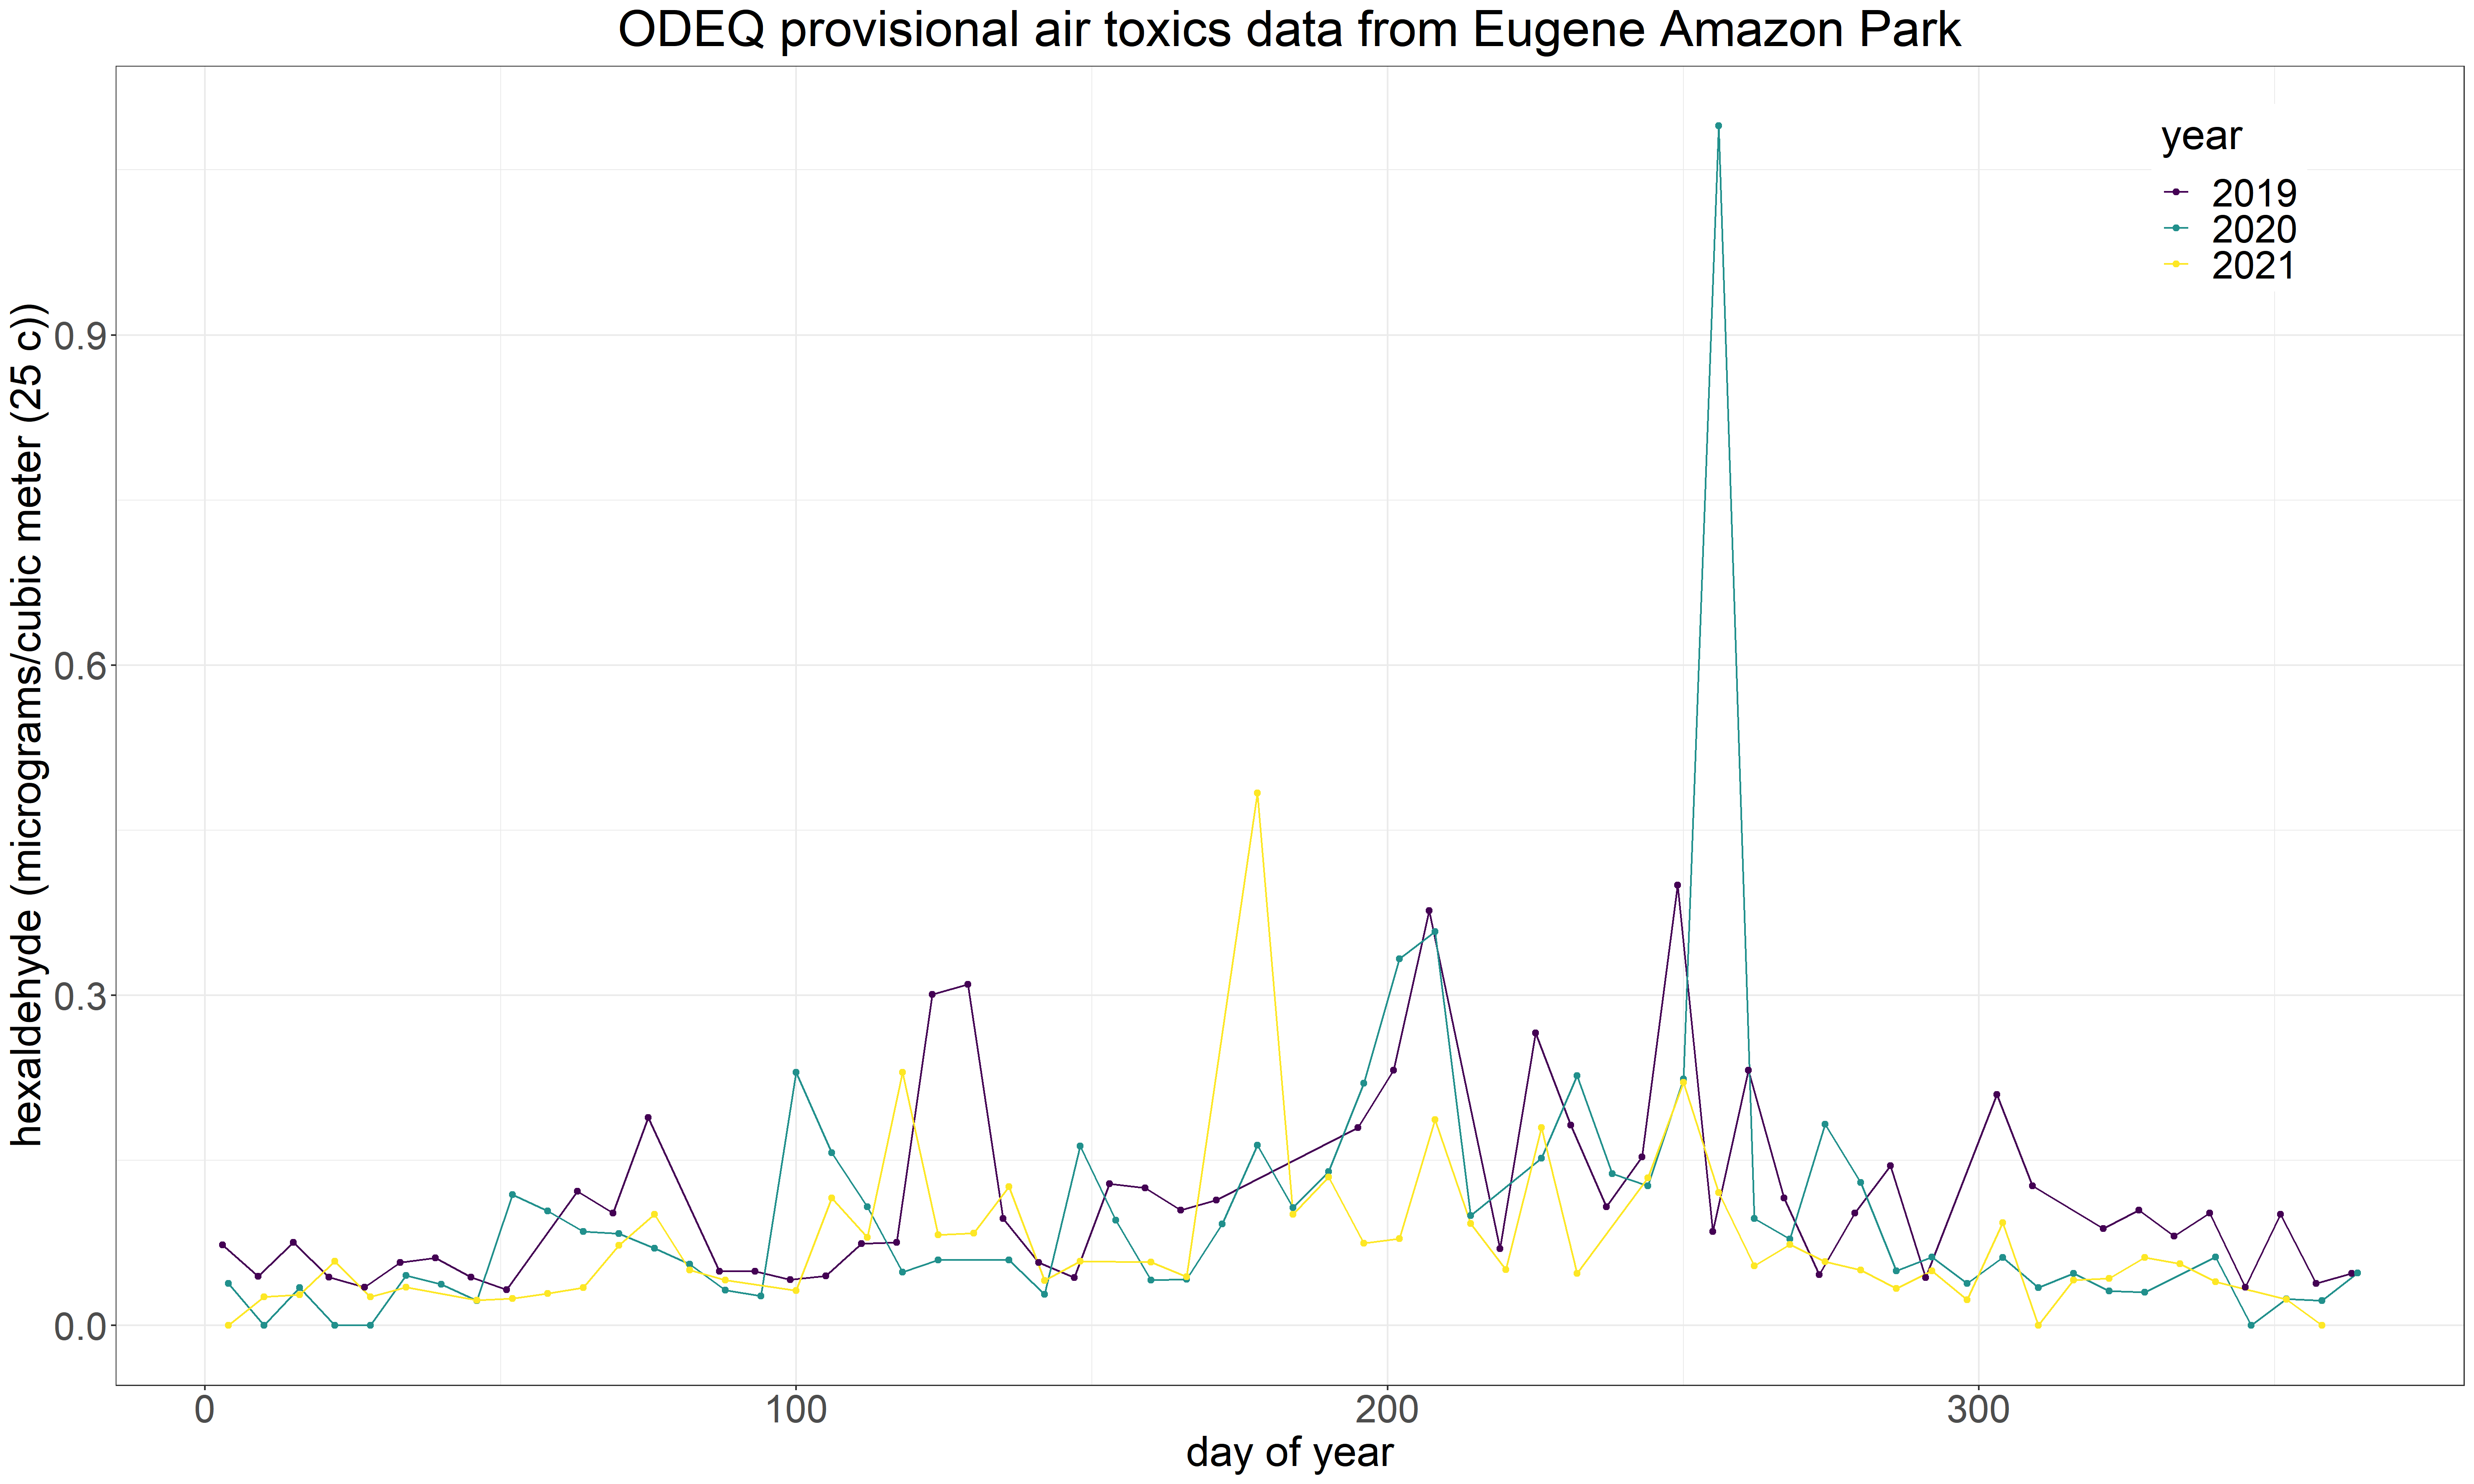 ODEQ provisional air toxics data from Eugene Amazon Park
year
2019
2020
2021
hexaldehyde (micrograms/cubic meter (25 c))
0.9
0.6
0.3
0.0
0 100 200 300
day of year